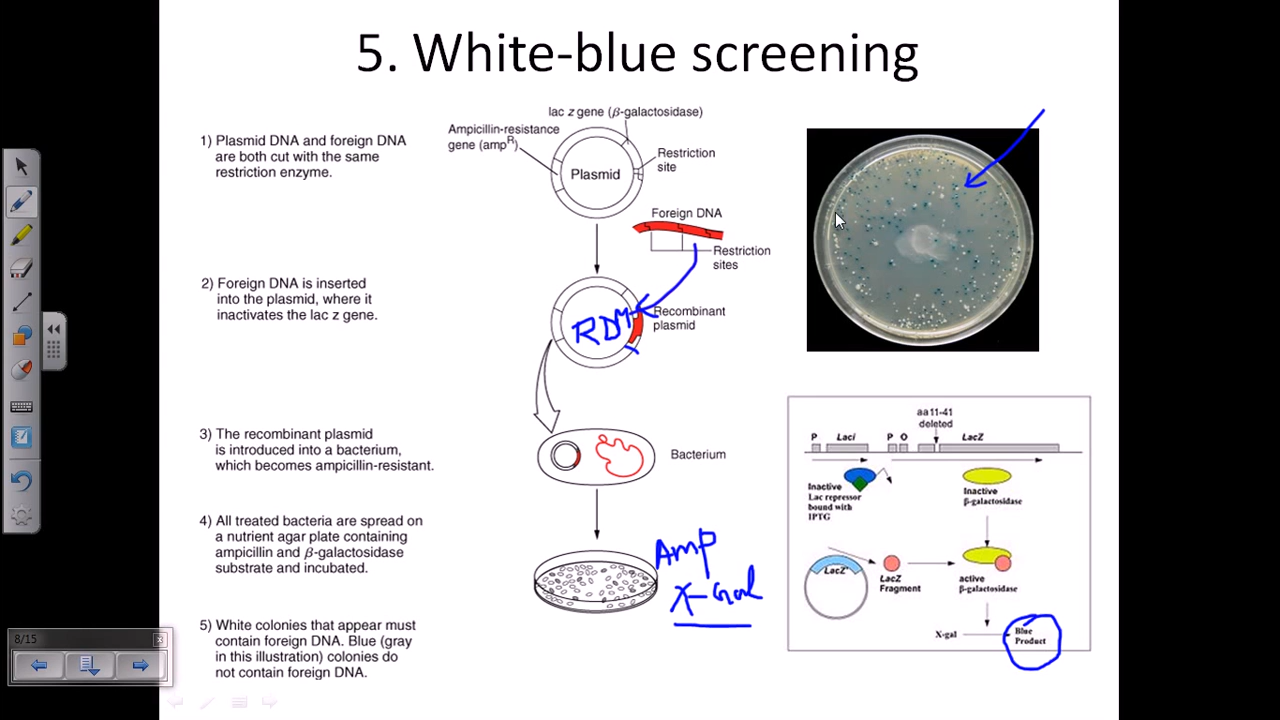 5. White-blue screening
1) Plasmid DNA and foreign DNA
are both cut with the same
restriction enzyme.
2) Foreign DNA is inserted
into the plasmid, where it
inactivates the lac z gene.
3) The recombinant plasmid
is introduced into a bacterium,
which becomes ampicillin-resistant.
4) All treated bacteria are spread on
a nutrient agar plate containing
ampicillin and β-galactosidase
substrate and incubated.
5) White colonies that appear must
contain foreign DNA. Blue (gray
in this illustration) colonies do
not contain foreign DNA.
lac z gene (β-galactosidase)
Ampicillin-resistance
gene (ampR)
Restriction
site
Plasmid
Foreign DNA
Restriction
sites
Recombinant
plasmid
Bacterium
Amp
X-Gal
aa11-41
deleted
P LacI P O LacZ
Inactive
Lac repressor
bound with
IPTG
Inactive
β-galactosidase
LacZ'
LacZ
Fragment
active
β-galactosidase
X-gal
Blue
Product
8/15